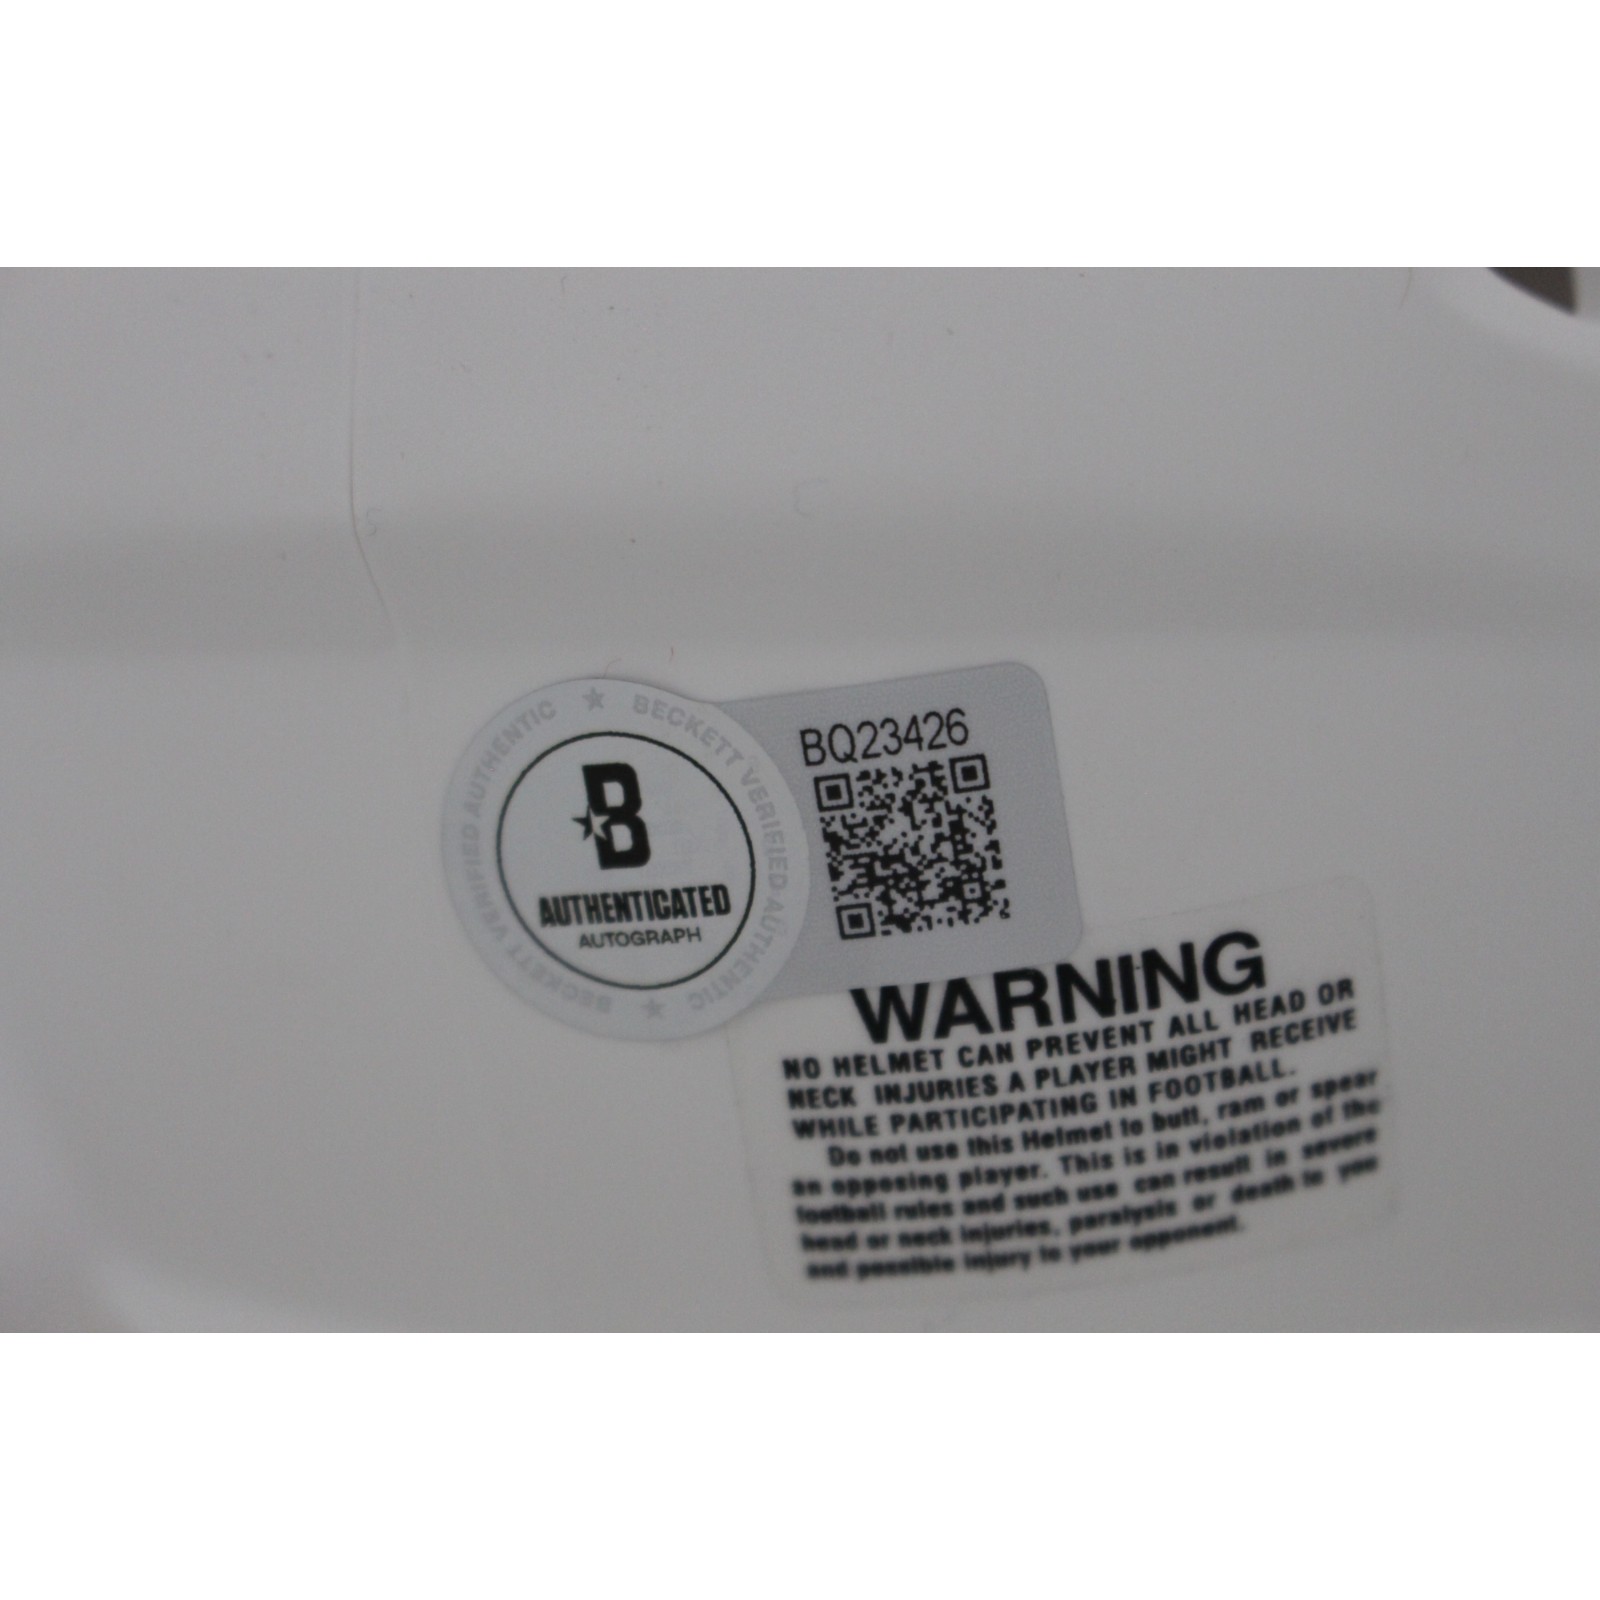 BECKETT VERIFIED AUTHENTIC
BECKETT VERIFIED AUTHENTIC
B
AUTHENTICATED
AUTOGRAPH
BQ23426
WARNING
NO HELMET CAN PREVENT ALL HEAD OR
NECK INJURIES A PLAYER MIGHT RECEIVE
WHILE PARTICIPATING IN FOOTBALL.
Do not use this Helmet to butt, ram or spear
an opposing player. This is in violation of the
football rules and such use can result in severe
head or neck injuries, paralysis or death to you
and possible injury to your opponent.